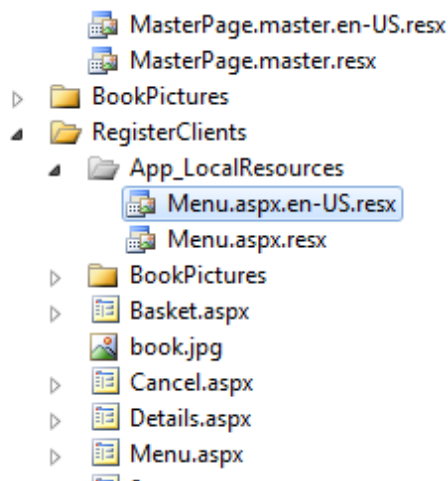 MasterPage.master.en-US.resx
MasterPage.master.resx
BookPictures
RegisterClients
App_LocalResources
Menu.aspx.en-US.resx
Menu.aspx.resx
BookPictures
Basket.aspx
book.jpg
Cancel.aspx
Details.aspx
Menu.aspx